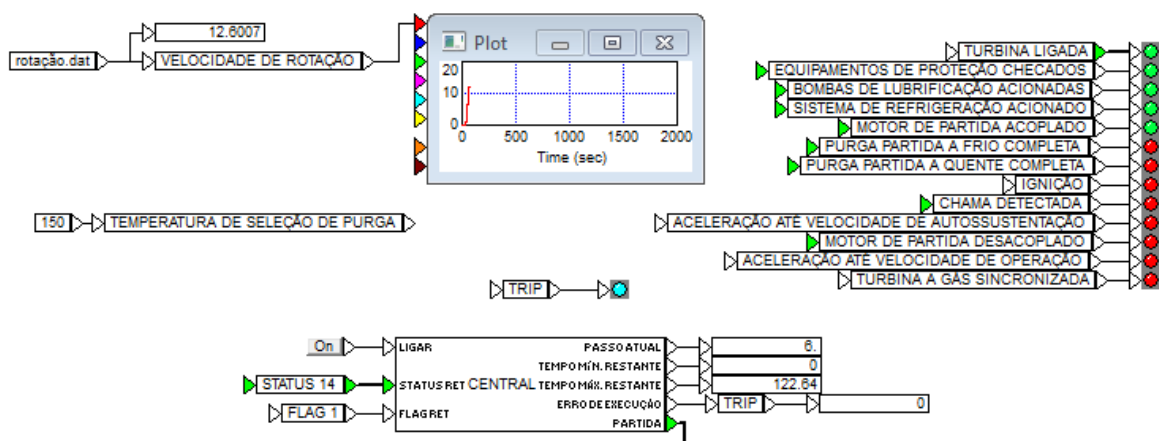 12.6007
rotação.dat
VELOCIDADE DE ROTAÇÃO
Plot
20
10
0
0
500
1000
1500
2000
Time (sec)
TURBINA LIGADA
EQUIPAMENTOS DE PROTEÇÃO CHECADOS
BOMBAS DE LUBRIFICAÇÃO ACIONADAS
SISTEMA DE REFRIGERAÇÃO ACIONADO
MOTOR DE PARTIDA ACOPLADO
PURGA PARTIDA A FRIO COMPLETA
PURGA PARTIDA A QUENTE COMPLETA
IGNIÇÃO
CHAMA DETECTADA
ACELERAÇÃO ATÉ VELOCIDADE DE AUTOSSUSTENTAÇÃO
MOTOR DE PARTIDA DESACOPLADO
ACELERAÇÃO ATÉ VELOCIDADE DE OPERAÇÃO
TURBINA A GÁS SINCRONIZADA
150
TEMPERATURA DE SELEÇÃO DE PURGA
TRIP
On
LIGAR
PASSO ATUAL
6.
TEMPO MÍN. RESTANTE
0
STATUS 14
STATUS RET
CENTRAL
TEMPO MÁX. RESTANTE
122.64
ERRO DE EXECUÇÃO
TRIP
0
FLAG 1
FLAG RET
PARTIDA